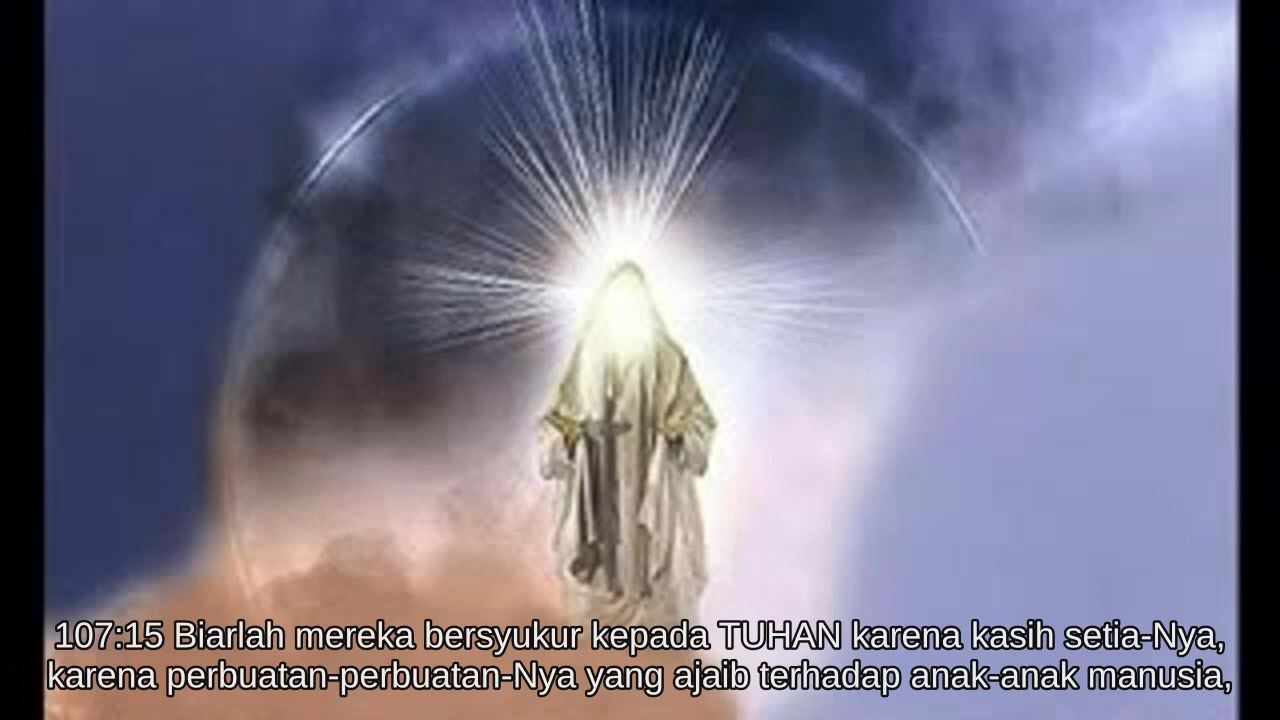 107:15 Biarlah mereka bersyukur kepada TUHAN karena kasih setia-Nya,
karena perbuatan-perbuatan-Nya yang ajaib terhadap anak-anak manusia,